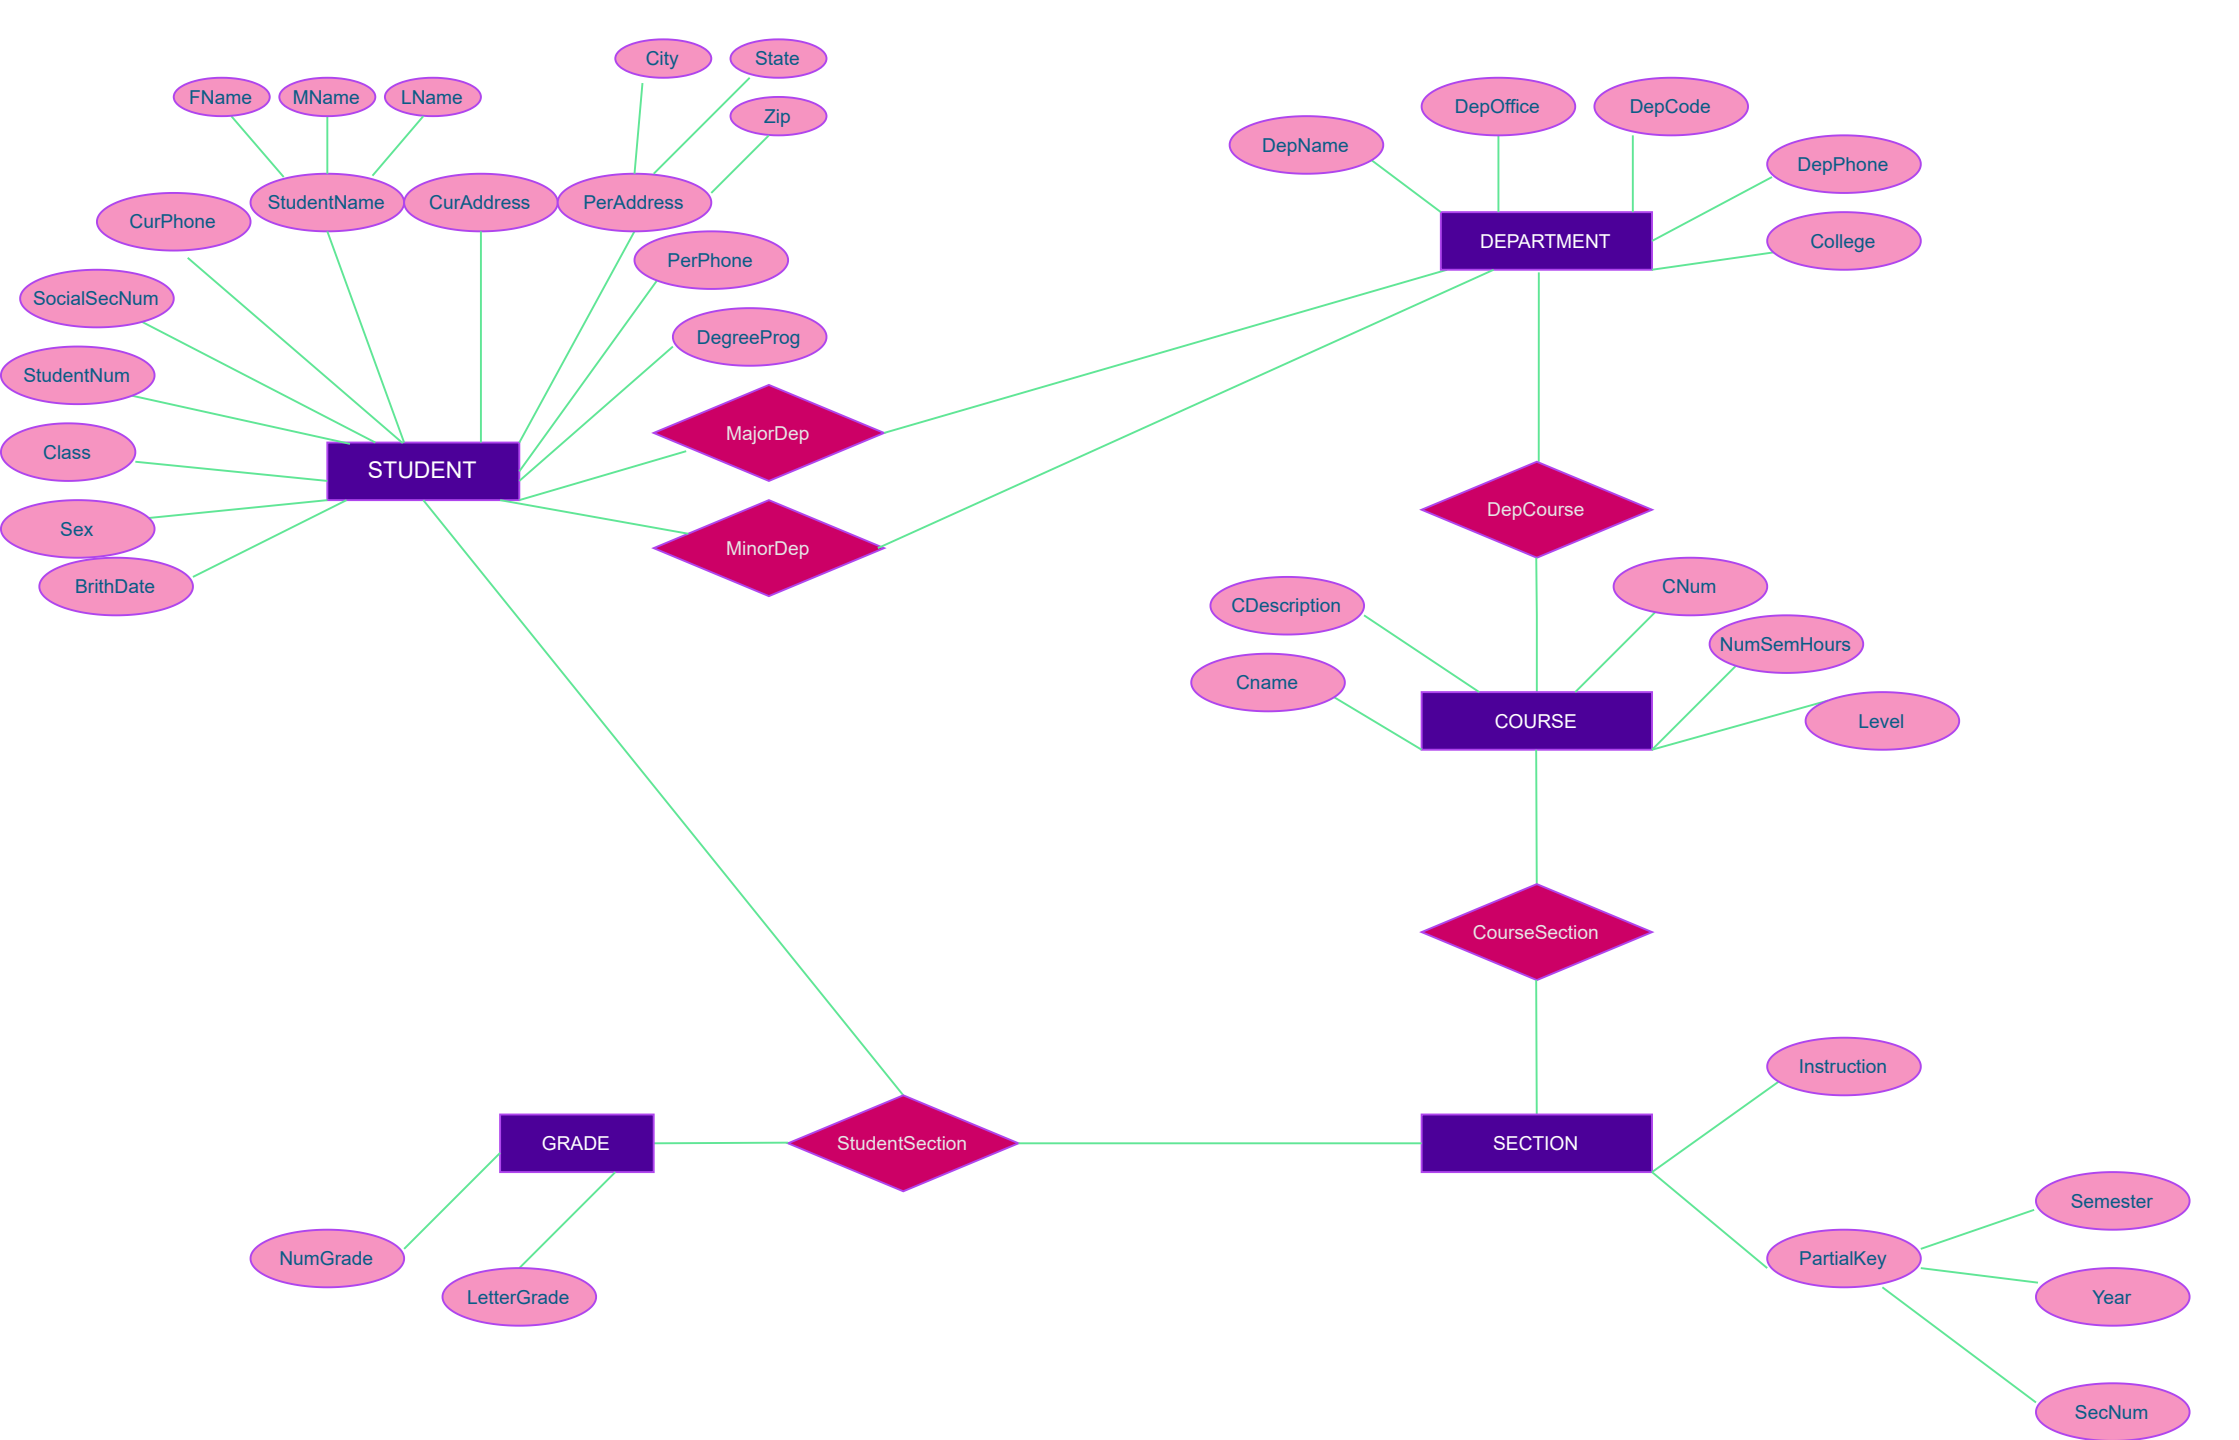 City
State
FName
MName
LName
Zip
DepOffice
DepCode
DepName
DepPhone
StudentName
CurAddress
PerAddress
CurPhone
DEPARTMENT
College
PerPhone
SocialSecNum
DegreeProg
StudentNum
MajorDep
Class
STUDENT
DepCourse
Sex
MinorDep
BrithDate
CNum
CDescription
NumSemHours
Cname
COURSE
Level
CourseSection
Instruction
GRADE
StudentSection
SECTION
Semester
NumGrade
PartialKey
LetterGrade
Year
SecNum